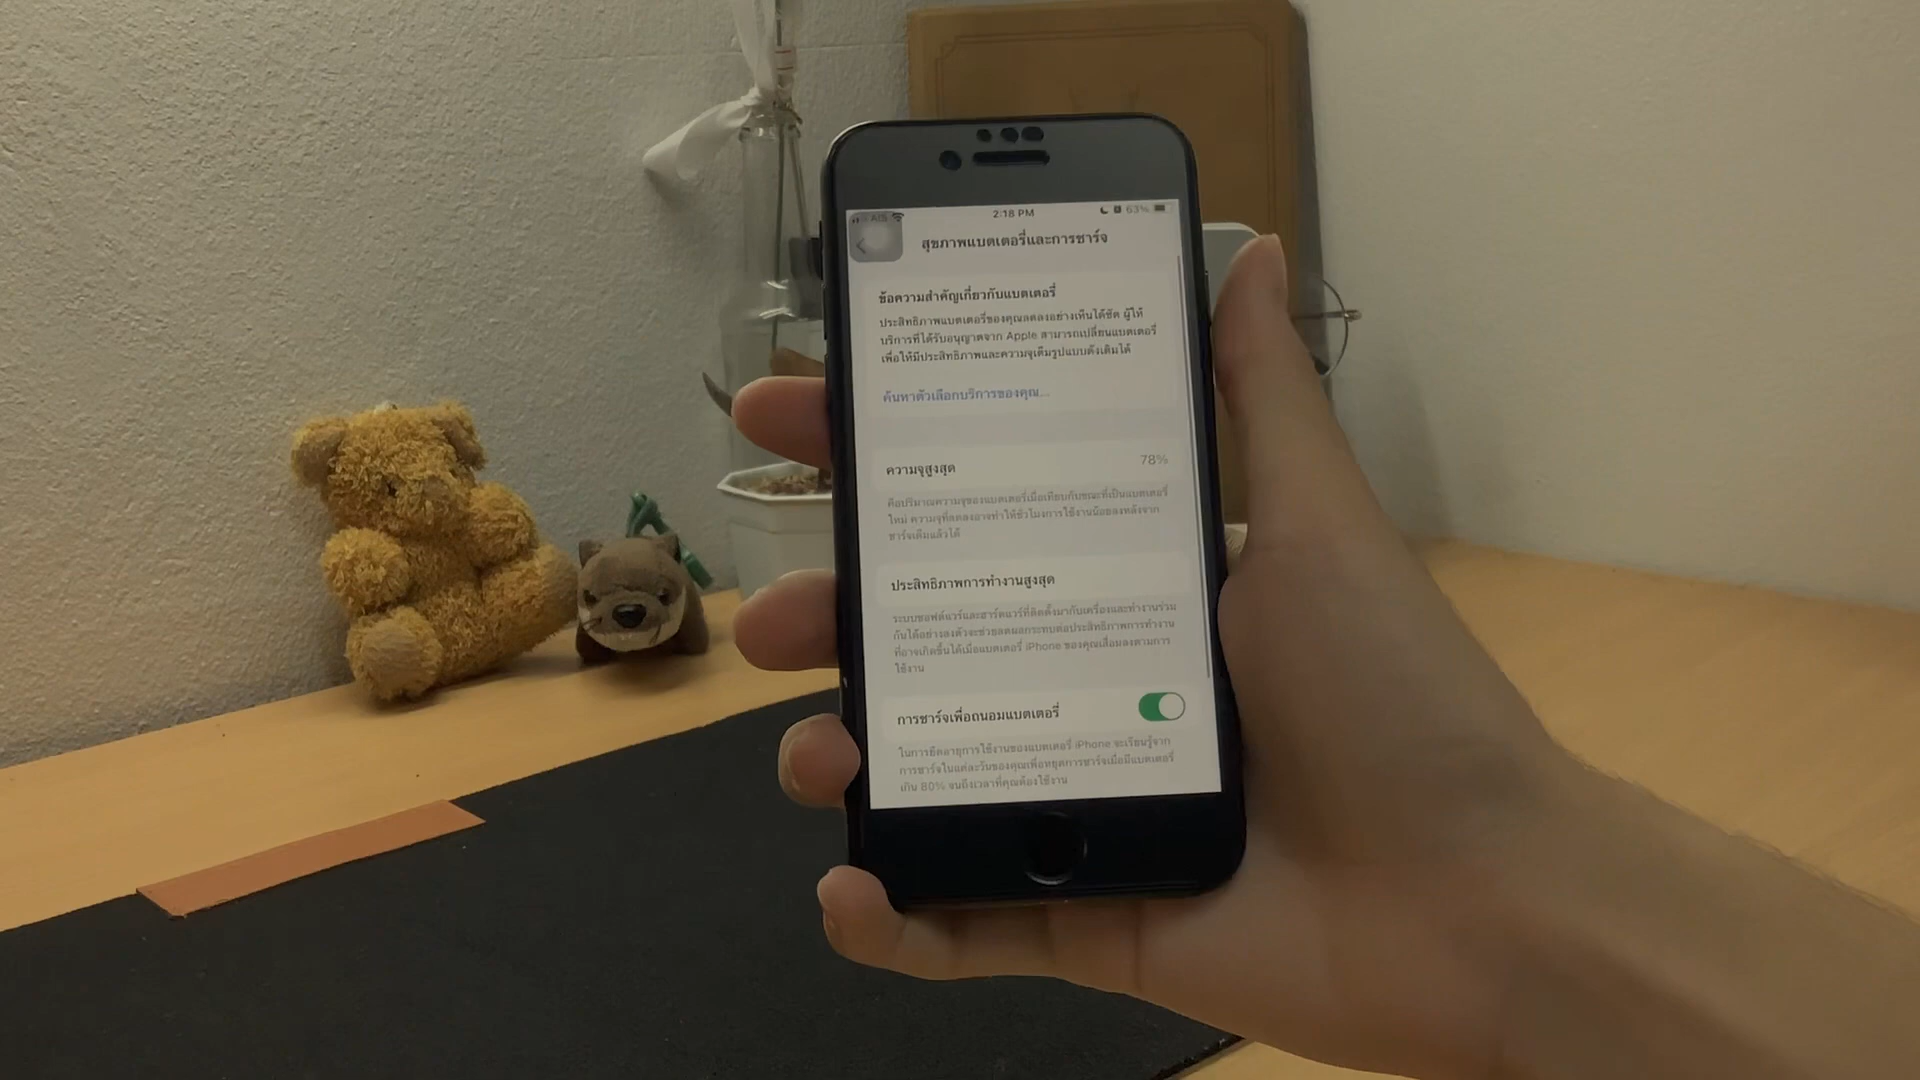 AIS
2:18 PM
63%
สุขภาพแบตเตอรี่และการชาร์จ
ข้อความสำคัญเกี่ยวกับแบตเตอรี่
ประสิทธิภาพแบตเตอรี่ของคุณลดลงอย่างเห็นได้ชัด ผู้ให้
บริการที่ได้รับอนุญาตจาก Apple สามารถเปลี่ยนแบตเตอรี่
เพื่อให้มีประสิทธิภาพและความจุเต็มรูปแบบดังเดิมได้
ค้นหาตัวเลือกบริการของคุณ...
ความจุสูงสุด
78%
คือปริมาณความจุของแบตเตอรี่เมื่อเทียบกับขณะที่เป็นแบตเตอรี่
ใหม่ ความจุที่ลดลงอาจทำให้ชั่วโมงการใช้งานน้อยลงหลังจาก
ชาร์จเต็มแล้วได้
ประสิทธิภาพการทำงานสูงสุด
ระบบซอฟต์แวร์และฮาร์ดแวร์ที่ติดตั้งมากับเครื่องและทำงานร่วม
กันได้อย่างลงตัวจะช่วยลดผลกระทบต่อประสิทธิภาพการทำงาน
ที่อาจเกิดขึ้นได้เมื่อแบตเตอรี่ iPhone ของคุณเสื่อมลงตามการ
ใช้งาน
การชาร์จเพื่อถนอมแบตเตอรี่
ในการยืดอายุการใช้งานของแบตเตอรี่ iPhone จะเรียนรู้จาก
การชาร์จในแต่ละวันของคุณเพื่อหยุดการชาร์จเมื่อมีแบตเตอรี่
เกิน 80% จนถึงเวลาที่คุณต้องใช้งาน